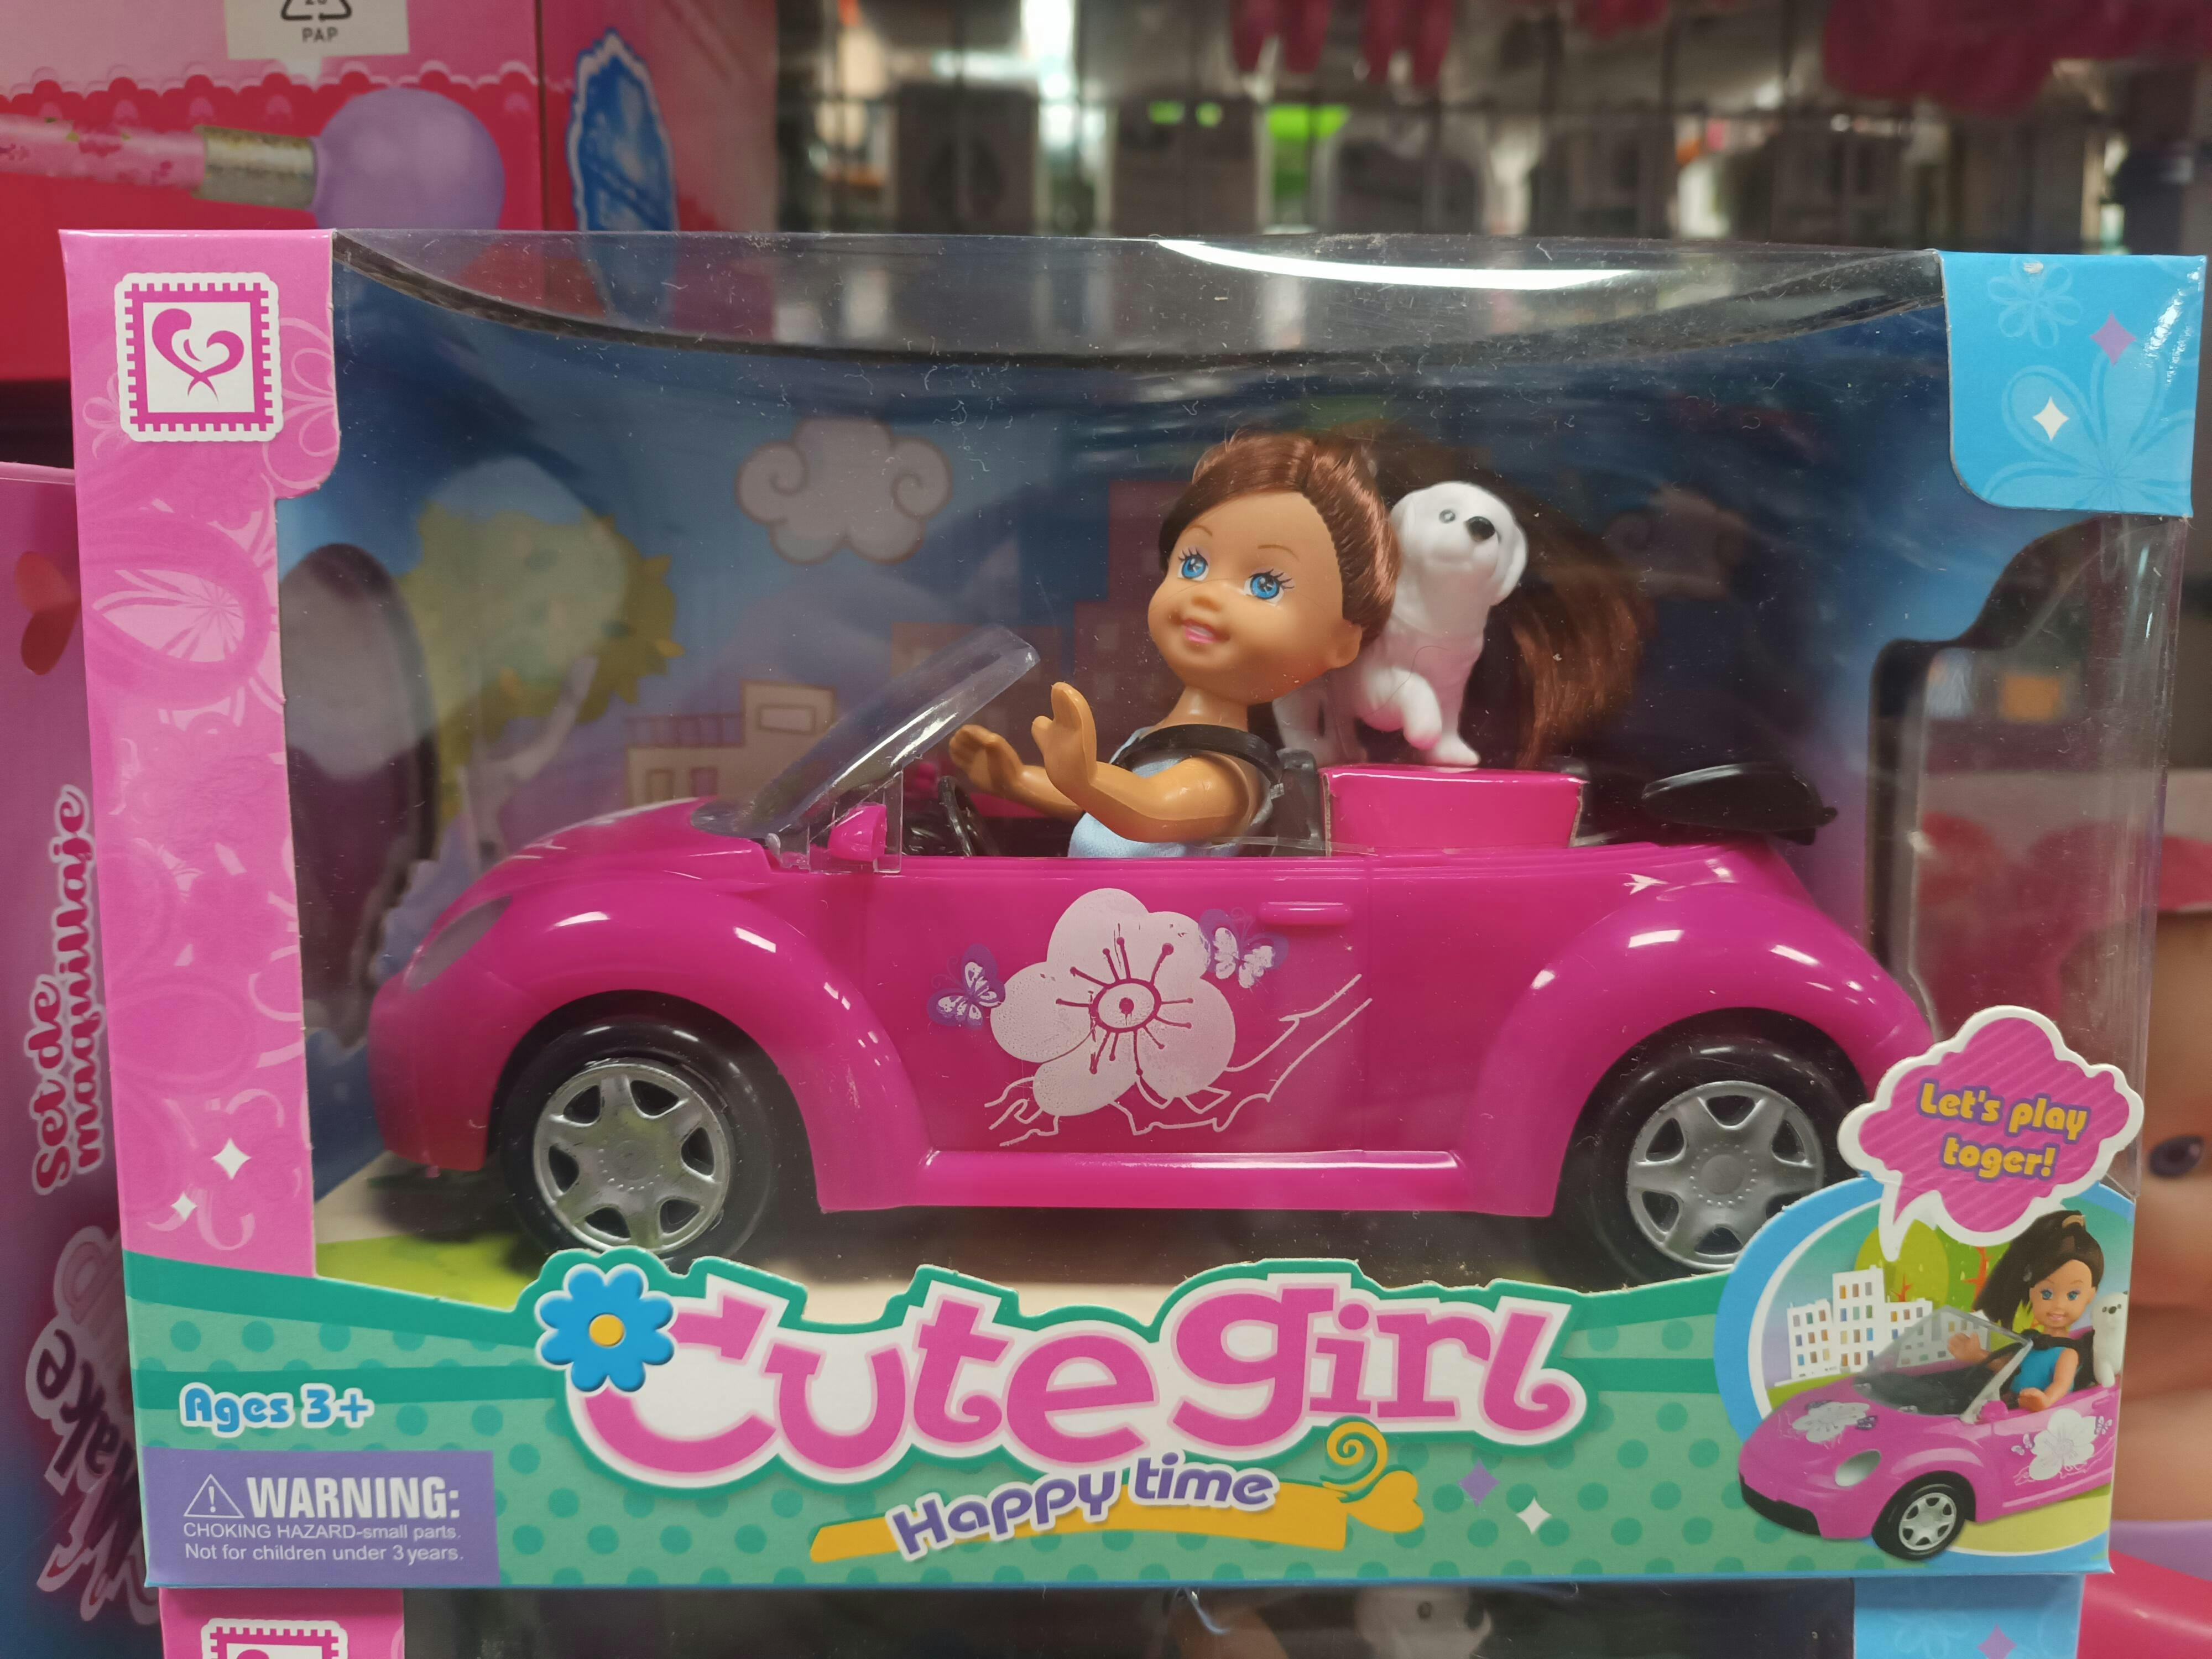 PAP
Set de
maquillaje
Make
Let's play
toger!
Cute girl
Happy time
Ages 3+
WARNING:
CHOKING HAZARD-small parts.
Not for children under 3 years.